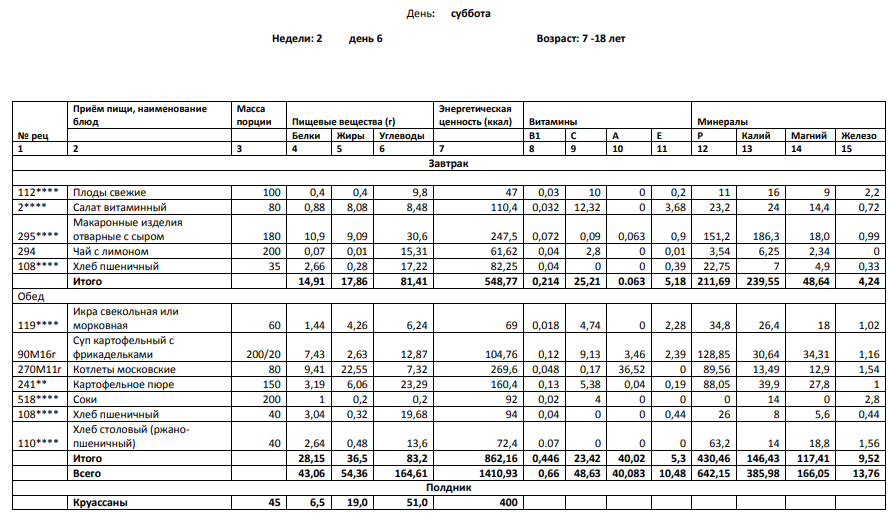 День: суббота
Недели: 2 день 6 Возраст: 7 -18 лет
№ рец Приём пищи, наименование блюд Масса порции Пищевые вещества (г) Энергетическая ценность (ккал) Витамины Минералы
Белки Жиры Углеводы В1 С А Е Р Калий Магний Железо
1 2 3 4 5 6 7 8 9 10 11 12 13 14 15
Завтрак
112**** Плоды свежие 100 0,4 0,4 9,8 47 0,03 10 0 0,2 11 16 9 2,2
2**** Салат витаминный 80 0,88 8,08 8,48 110,4 0,032 12,32 0 3,68 23,2 24 14,4 0,72
Макаронные изделия
295**** отварные с сыром 180 10,9 9,09 30,6 247,5 0,072 0,09 0,063 0,9 151,2 186,3 18,0 0,99
294 Чай с лимоном 200 0,07 0,01 15,31 61,62 0,04 2,8 0 0,01 3,54 6,25 2,34 0
108**** Хлеб пшеничный 35 2,66 0,28 17,22 82,25 0,04 0 0 0,39 22,75 7 4,9 0,33
Итого 14,91 17,86 81,41 548,77 0,214 25,21 0.063 5,18 211,69 239,55 48,64 4,24
Обед
Икра свекольная или
119**** морковная 60 1,44 4,26 6,24 69 0,018 4,74 0 2,28 34,8 26,4 18 1,02
Суп картофельный с
90М16г фрикадельками 200/20 7,43 2,63 12,87 104,76 0,12 9,13 3,46 2,39 128,85 30,64 34,31 1,16
270М11г Котлеты московские 80 9,41 22,55 7,32 269,6 0,048 0,17 36,52 0 89,56 13,49 12,9 1,54
241** Картофельное пюре 150 3,19 6,06 23,29 160,4 0,13 5,38 0,04 0,19 88,05 39,9 27,8 1
518**** Соки 200 1 0,2 0,2 92 0,02 4 0 0 0 14 0 2,8
108**** Хлеб пшеничный 40 3,04 0,32 19,68 94 0,04 0 0 0,44 26 8 5,6 0,44
Хлеб столовый (ржано-
110**** пшеничный) 40 2,64 0,48 13,6 72,4 0.07 0 0 63,2 14 18,8 1,56
Итого 28,15 36,5 83,2 862,16 0,446 23,42 40,02 5,3 430,46 146,43 117,41 9,52
Всего 43,06 54,36 164,61 1410,93 0,66 48,63 40,083 10,48 642,15 385,98 166,05 13,76
Полдник
Круассаны 45 6,5 19,0 51,0 400